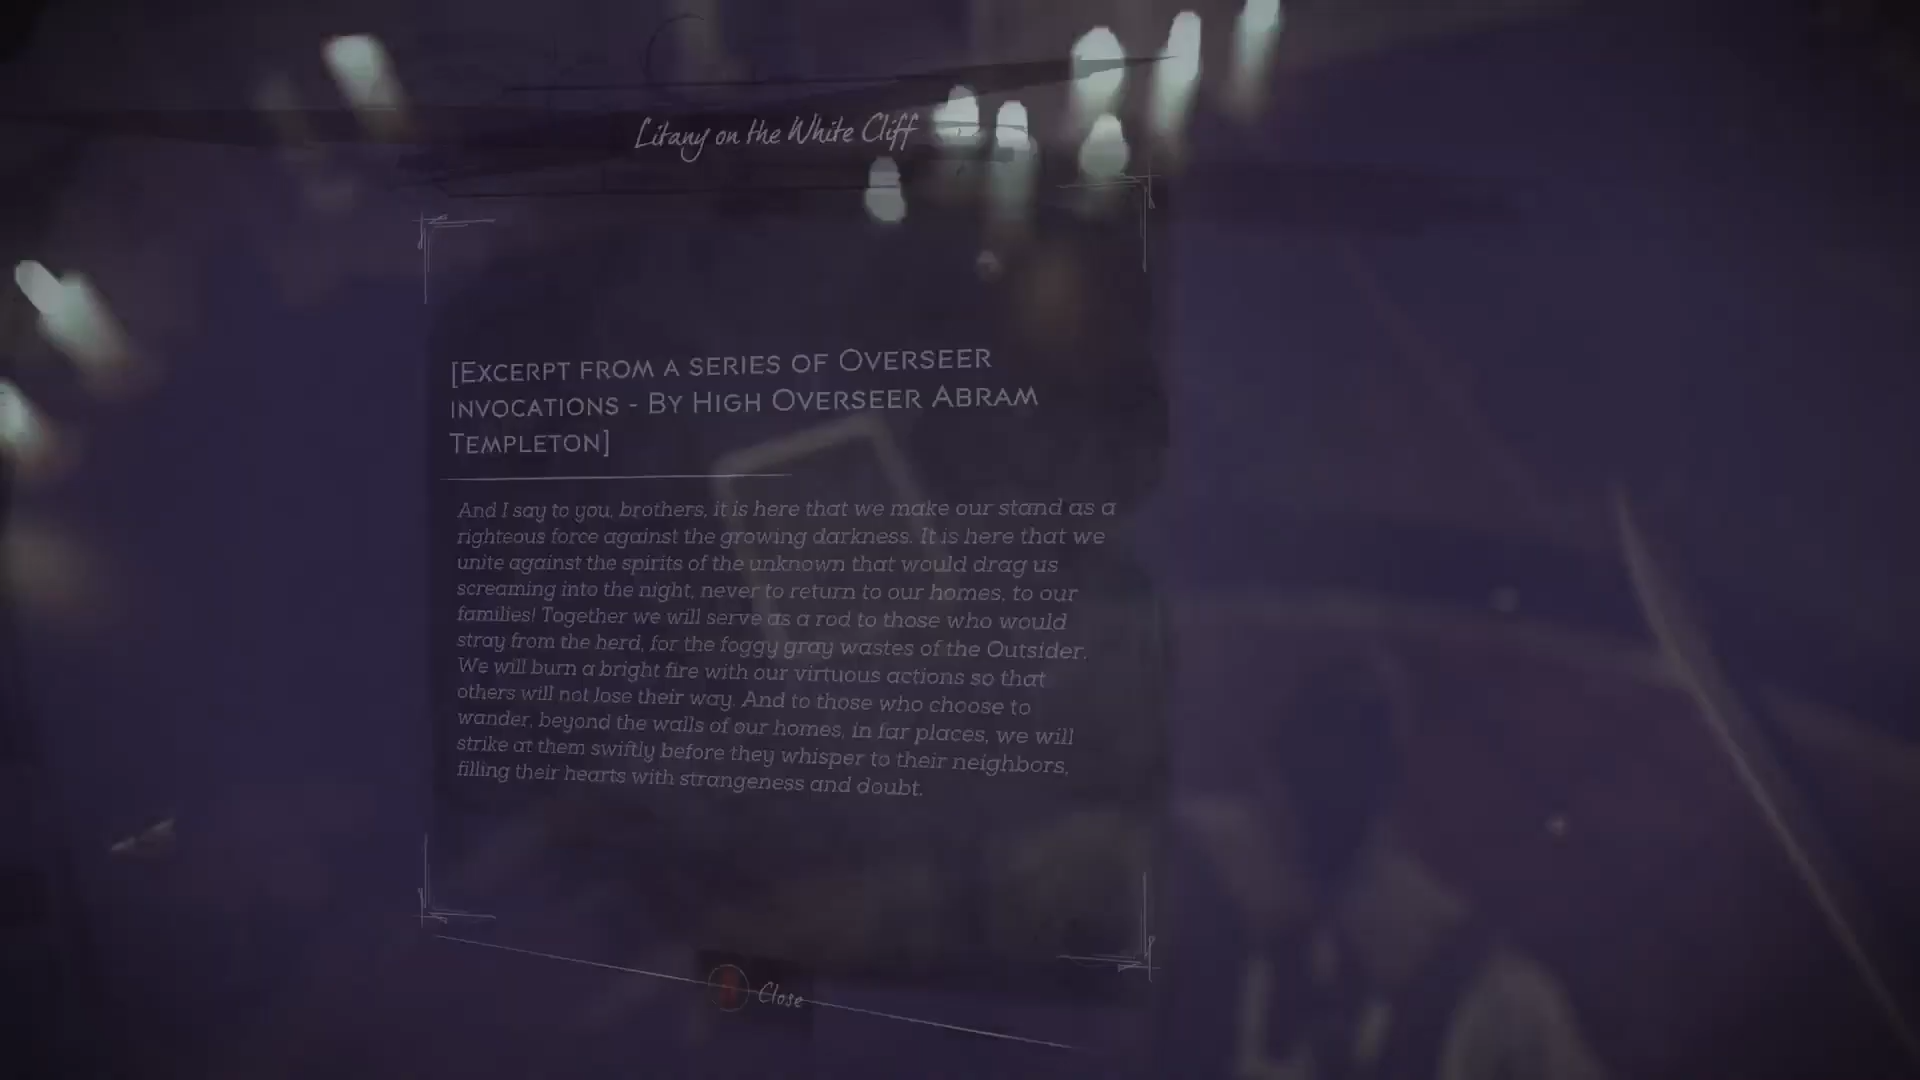 Litany on the White Cliff
[Excerpt from a series of Overseer
invocations - By High Overseer Abram
Templeton]
And I say to you, brothers, it is here that we make our stand as a
righteous force against the growing darkness. It is here that we
unite against the spirits of the unknown that would drag us
screaming into the night, never to return to our homes, to our
families! Together we will serve as a rod to those who would
stray from the herd, for the foggy gray wastes of the Outsider.
We will burn a bright fire with our virtuous actions so that
others will not lose their way. And to those who choose to
wander, beyond the walls of our homes, in far places, we will
strike at them swiftly before they whisper to their neighbors,
filling their hearts with strangeness and doubt.
Close